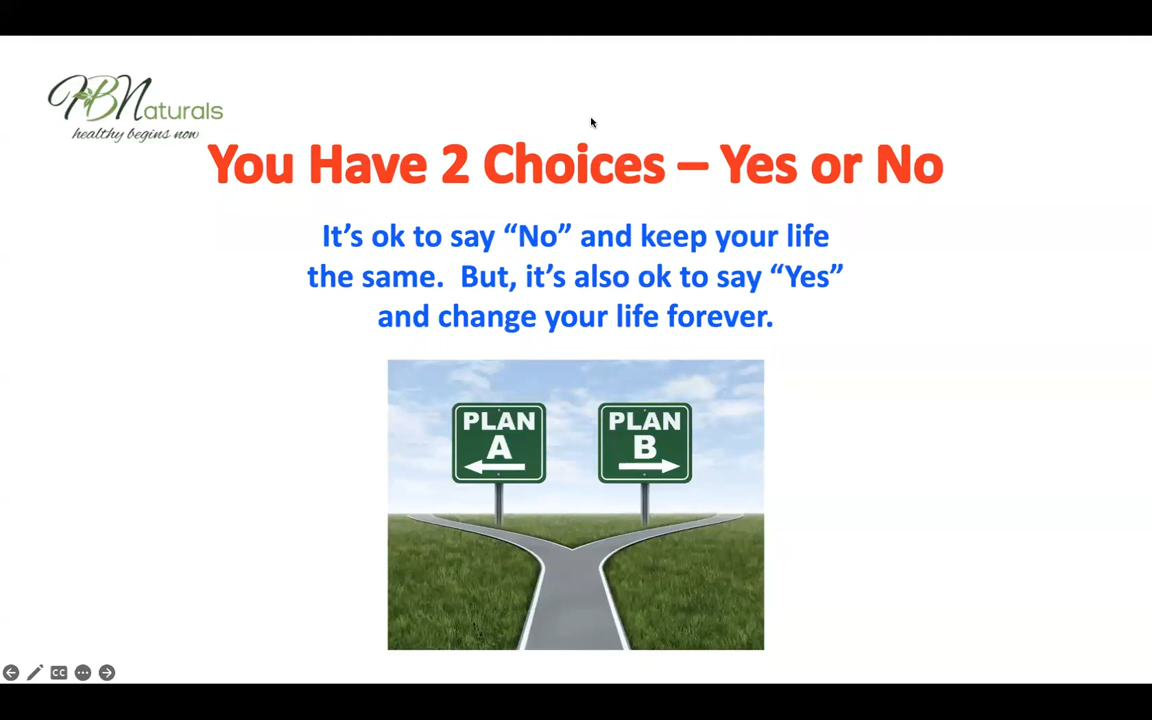 HBNaturals
healthy begins now
You Have 2 Choices – Yes or No
It's ok to say “No” and keep your life
the same.  But, it's also ok to say “Yes”
and change your life forever.
PLAN
A
PLAN
B
CC